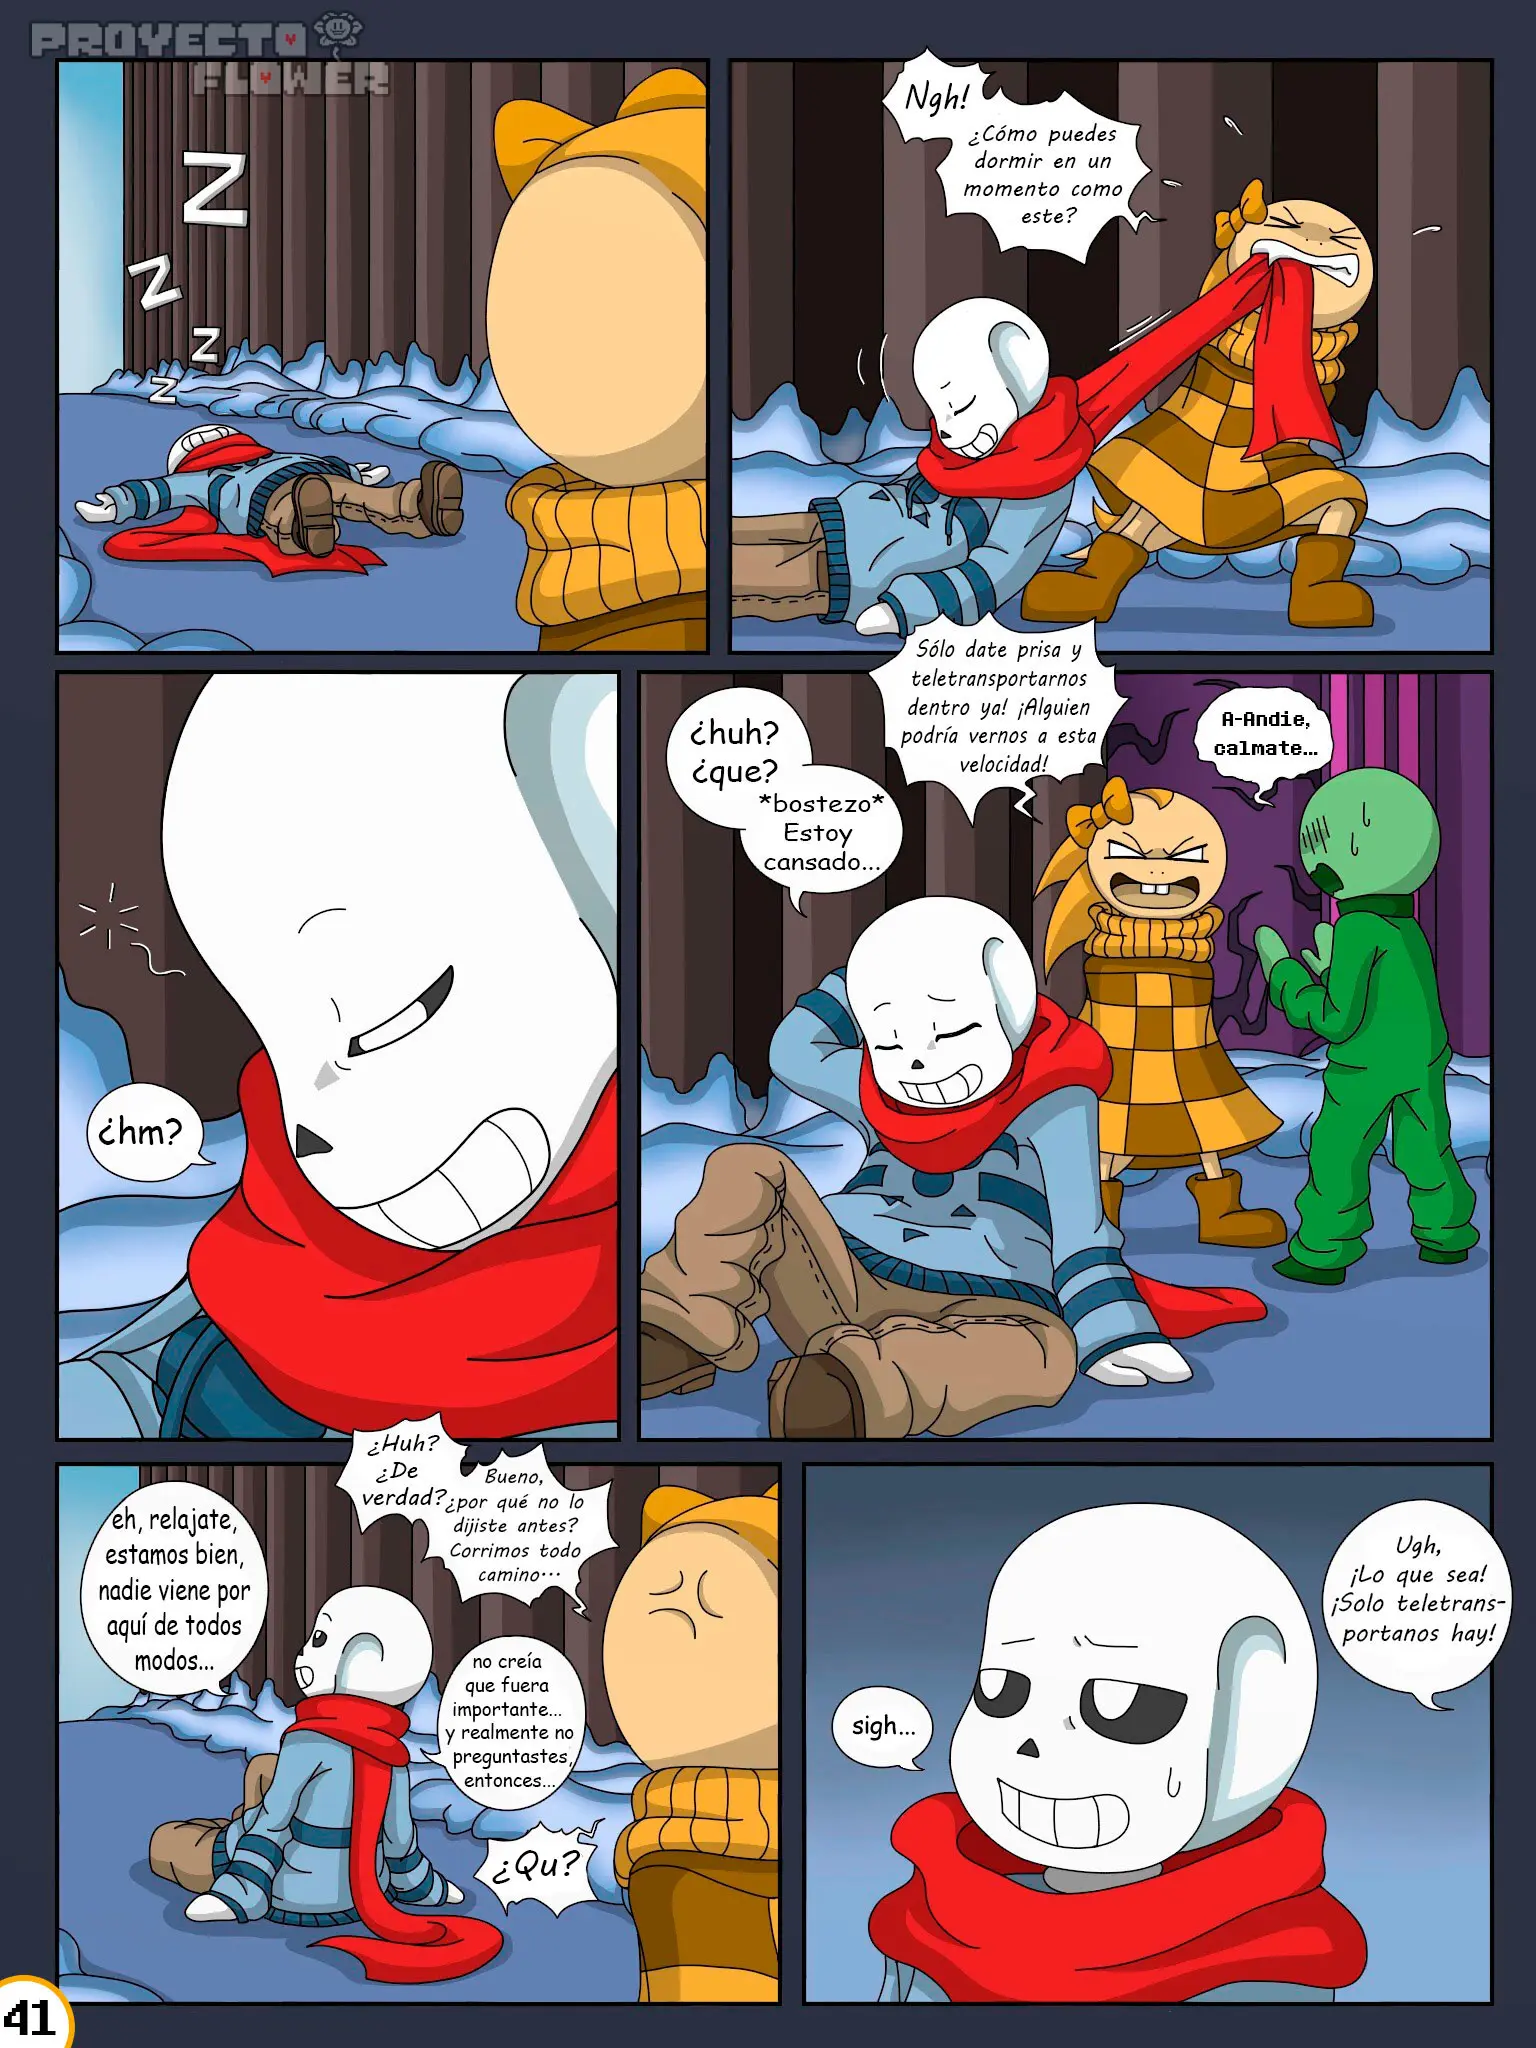 PROYECTO
FLOWER
Z
Z
Z
Z
Ngh!
¿Cómo puedes
dormir en un
momento como
este?
¿hm?
¿huh?
¿que?
*bostezo*
Estoy
cansado...
Sólo date prisa y
teletransportarnos
dentro ya! ¡Alguien
podría vernos a esta
velocidad!
A-Andie,
calmate...
eh, relajate,
estamos bien,
nadie viene por
aquí de todos
modos...
¿Huh?
¿De
verdad?
Bueno,
¿por qué no lo
dijiste antes?
Corrimos todo
camino...
no creía
que fuera
importante...
y realmente no
preguntastes,
entonces...
¿Qu?
sigh...
Ugh,
¡Lo que sea!
¡Solo teletrans-
portanos hay!
41